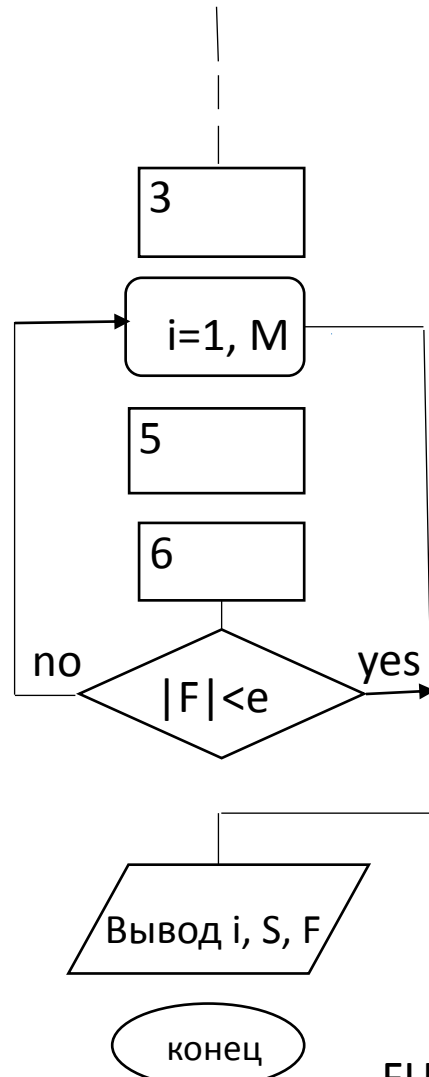 3
i=1, M
5
6
no
yes
|F|<e
Вывод i, S, F
конец